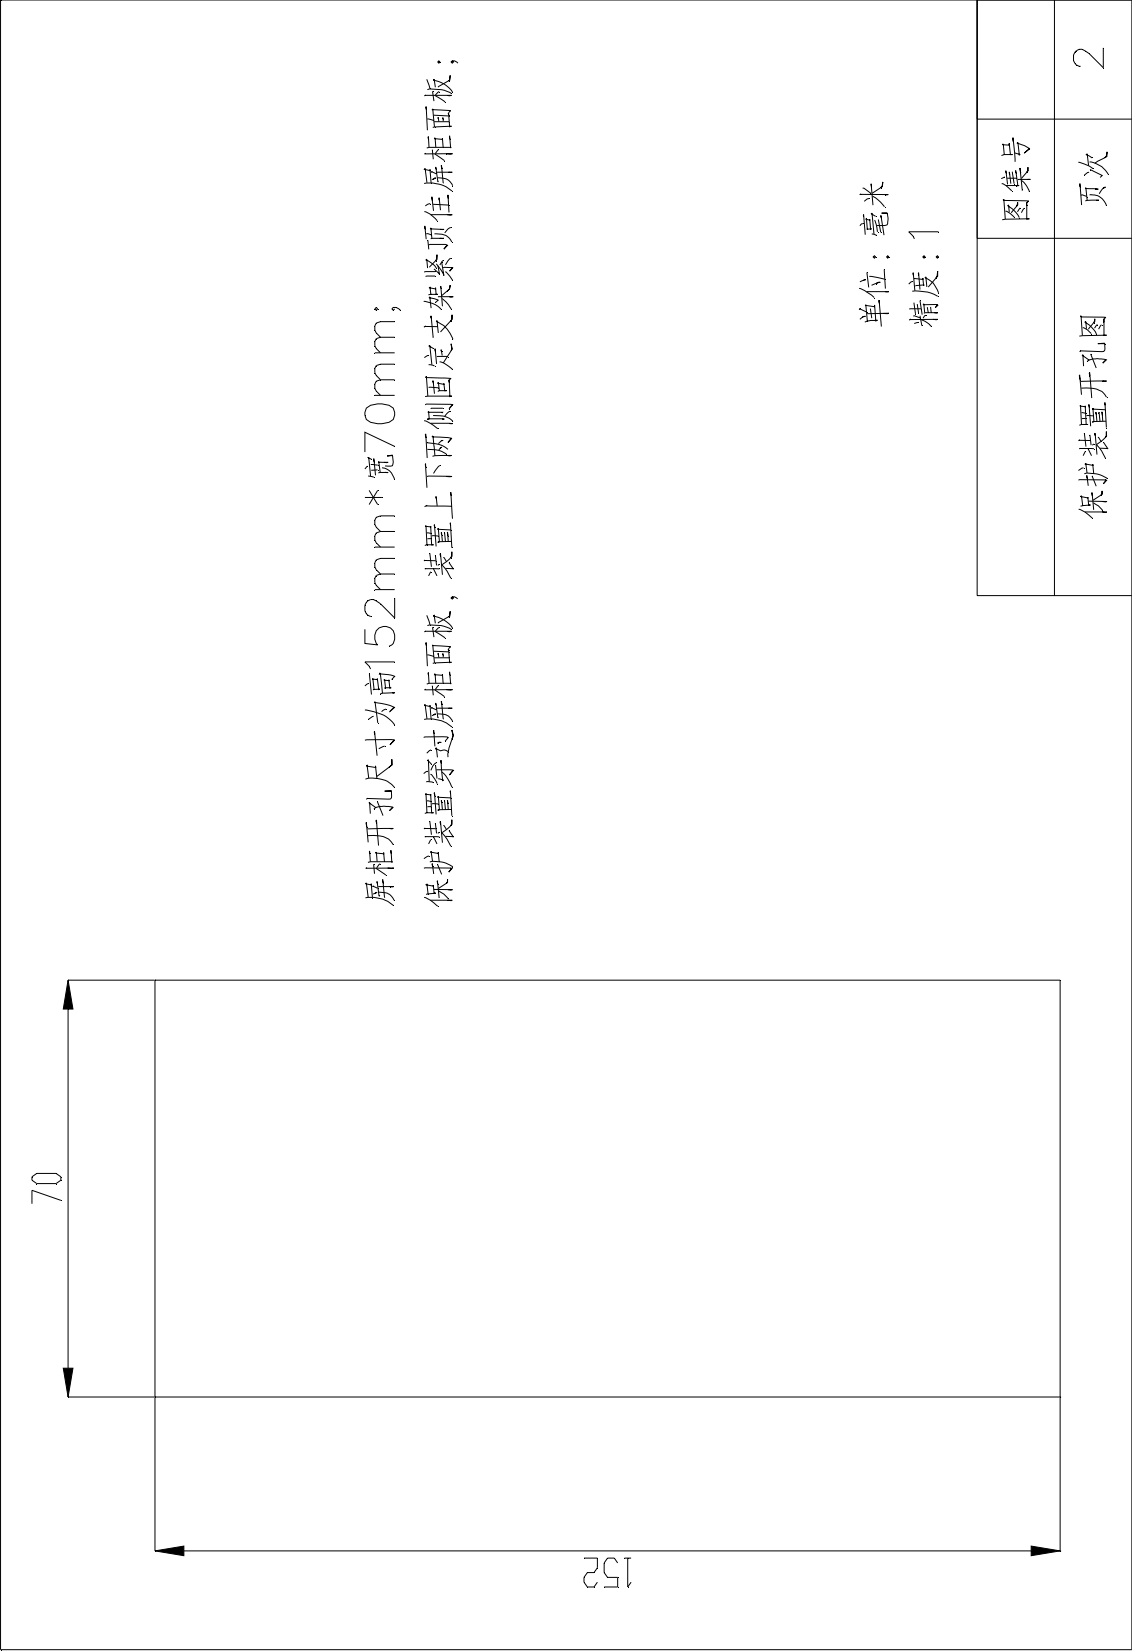 70
152
屏柜开孔尺寸为高152mm*宽70mm;
保护装置穿过屏柜面板，装置上下两侧固定支架紧顶住屏柜面板;
单位：毫米
精度：1
图集号
保护装置开孔图 页次 2